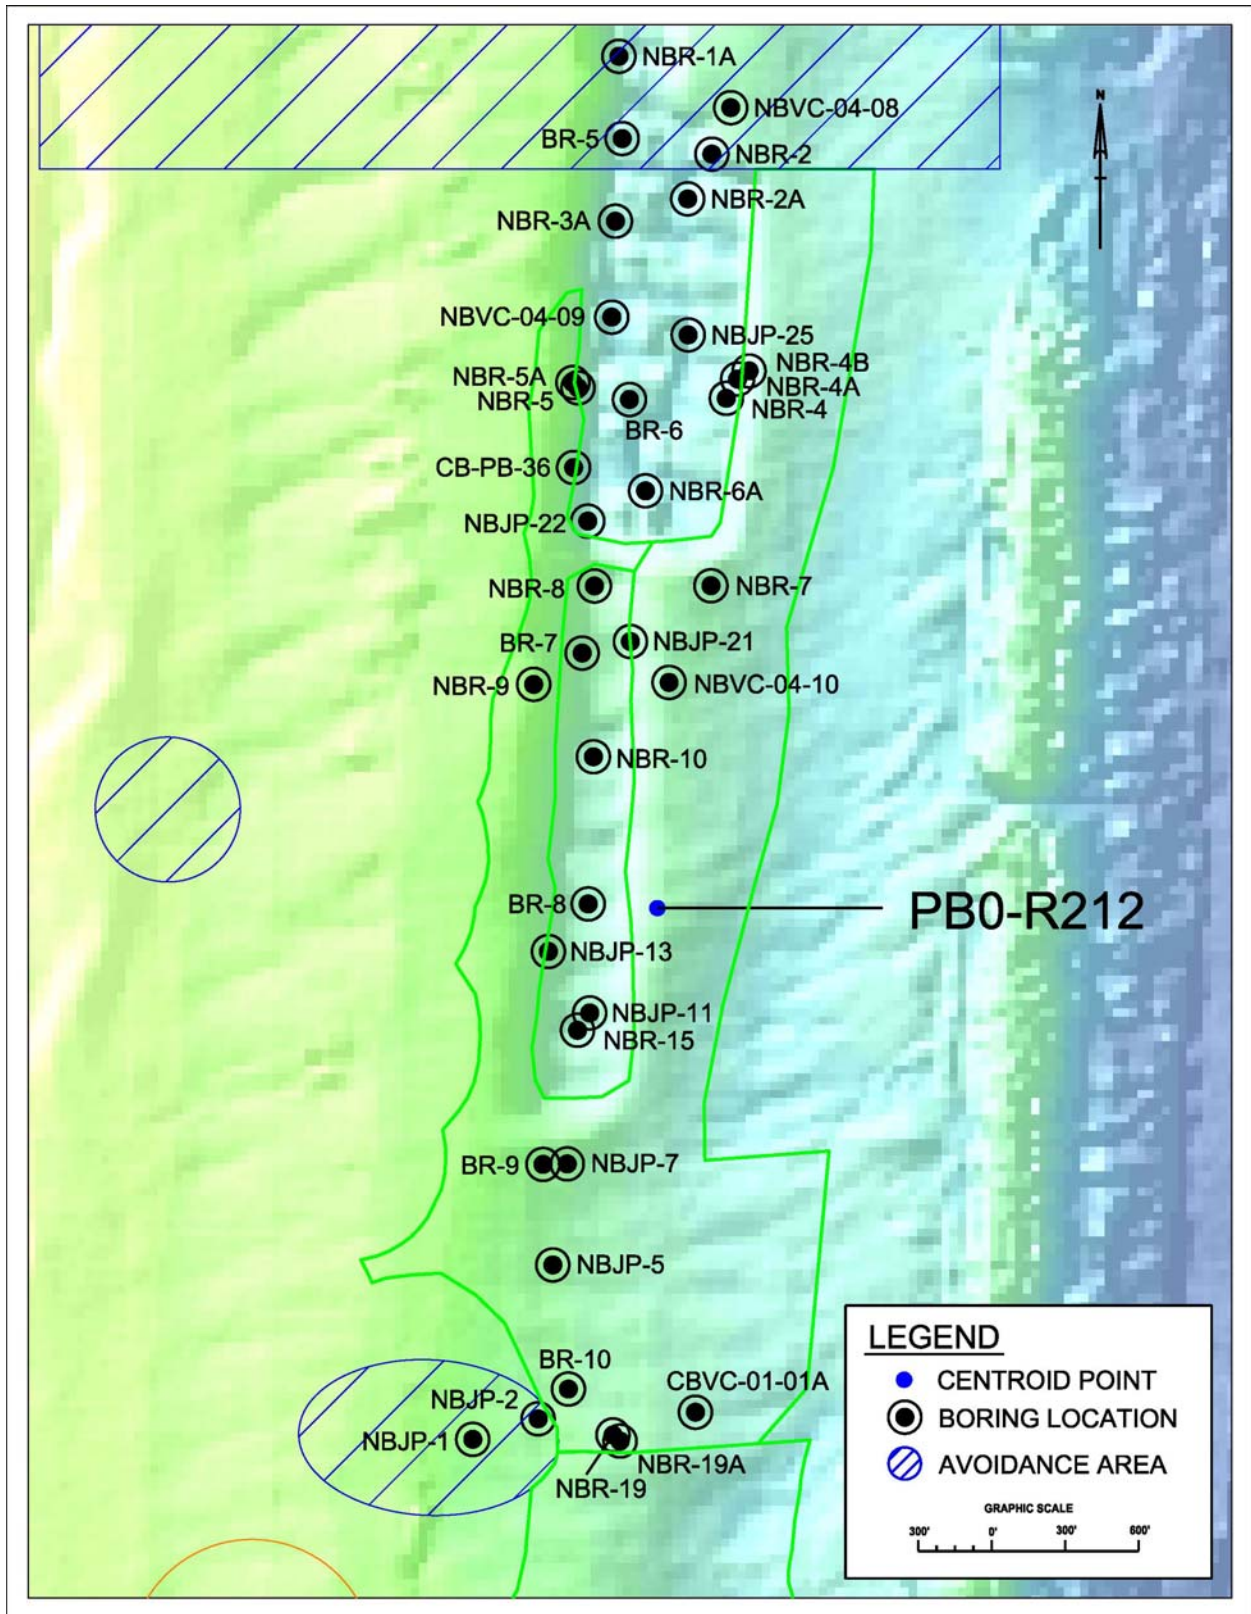 NBR-1A
NBVC-04-08
BR-5
NBR-2
N
NBR-2A
NBR-3A
NBVC-04-09
NBJP-25
NBR-4B
NBR-5A
NBR-4A
NBR-5
NBR-4
BR-6
CB-PB-36
NBR-6A
NBJP-22
NBR-8
NBR-7
BR-7
NBJP-21
NBR-9
NBVC-04-10
NBR-10
BR-8
PB0-R212
NBJP-13
NBJP-11
NBR-15
BR-9
NBJP-7
NBJP-5
BR-10
CBVC-01-01A
NBJP-2
NBJP-1
NBR-19A
NBR-19
LEGEND
CENTROID POINT
BORING LOCATION
AVOIDANCE AREA
GRAPHIC SCALE
300' 0' 300' 600'